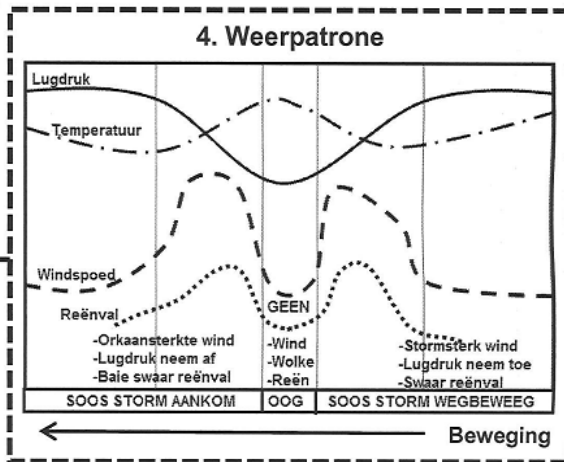 4. Weerpatrone
Lugdruk
Temperatuur
Windspoed
Reënval
GEEN
-Orkaansterkte wind
-Lugdruk neem af
-Baie swaar reënval
-Wind
-Wolke
-Reën
-Stormsterk wind
-Lugdruk neem toe
-Swaar reënval
SOOS STORM AANKOM
OOG
SOOS STORM WEGBEWEEG
Beweging